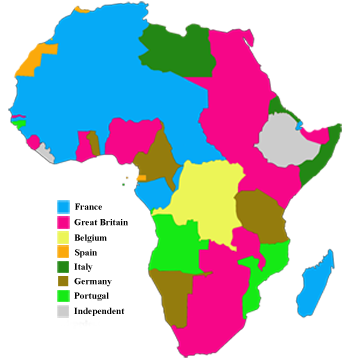 France
Great Britain
Belgium
Spain
Italy
Germany
Portugal
Independent